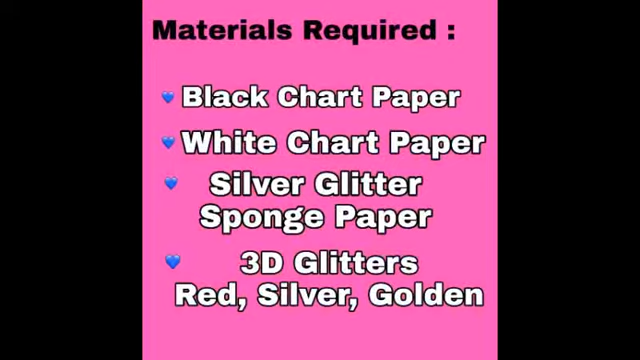 Materials Required :
💙 Black Chart Paper
💙 White Chart Paper
💙 Silver Glitter
Sponge Paper
💙 3D Glitters
Red, Silver, Golden